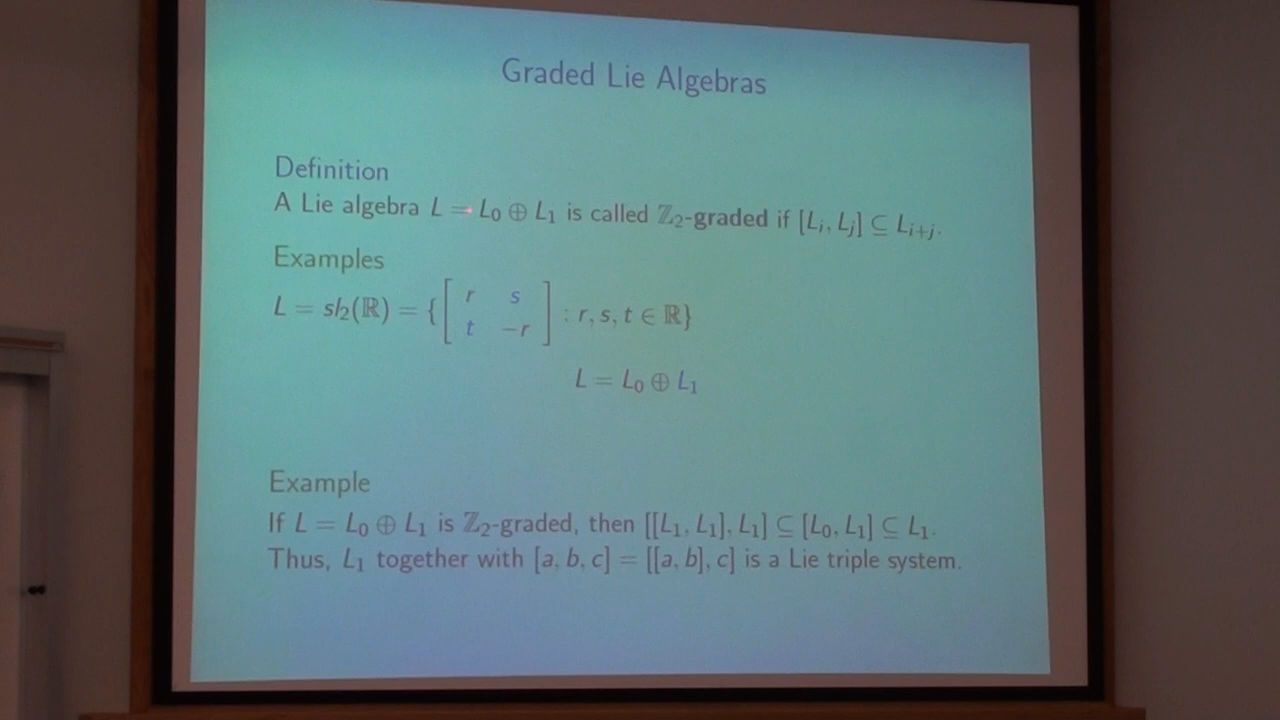 Graded Lie Algebras
Definition
A Lie algebra L = L₀ ⊕ L₁ is called ℤ₂-graded if [Lᵢ, Lⱼ] ⊆ Lᵢ₊ⱼ.
Examples
L = sl₂(ℝ) = {[ r s
t −r ] : r, s, t ∈ ℝ}
L = L₀ ⊕ L₁
Example
If L = L₀ ⊕ L₁ is ℤ₂-graded, then [[L₁, L₁], L₁] ⊆ [L₀, L₁] ⊆ L₁.
Thus, L₁ together with [a, b, c] = [[a, b], c] is a Lie triple system.